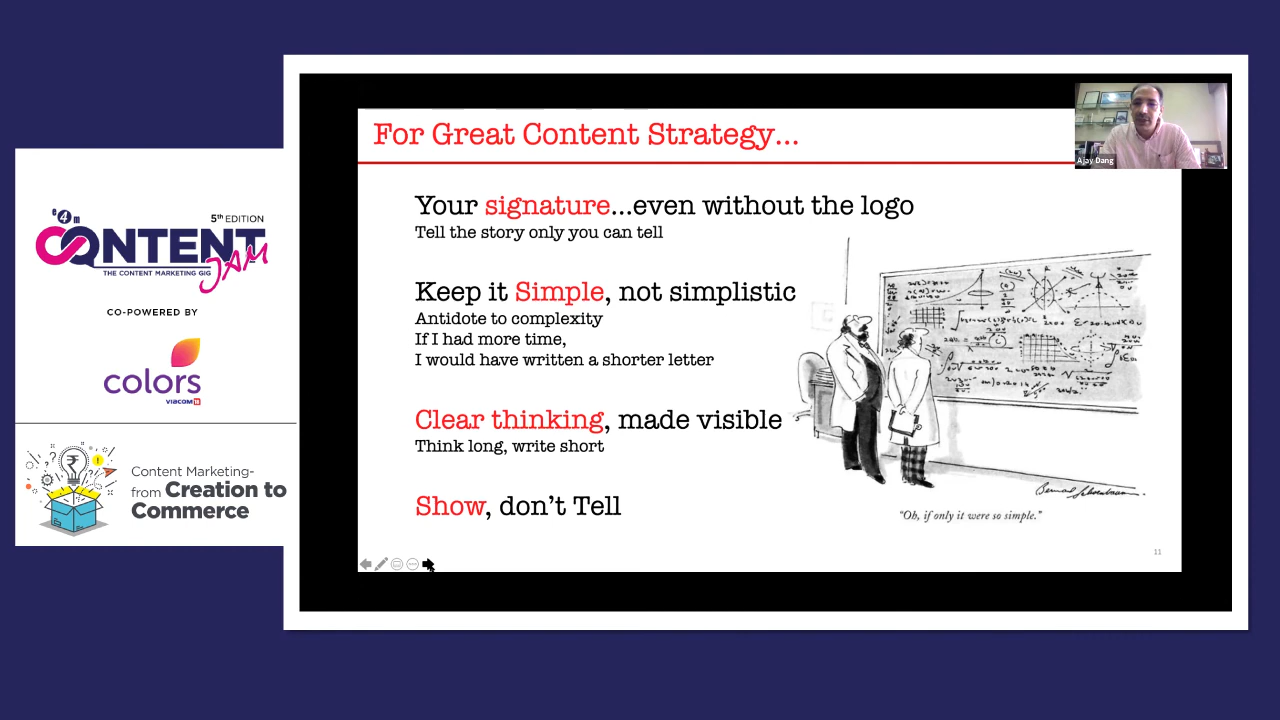 e4m
5th EDITION
CONTENT
JAM
THE CONTENT MARKETING GIG
CO-POWERED BY
colors
VIACOM18
Content Marketing-
from Creation to
Commerce
For Great Content Strategy...
Ajay Dang
Your signature...even without the logo
Tell the story only you can tell
Keep it Simple, not simplistic
Antidote to complexity
If I had more time,
I would have written a shorter letter
Clear thinking, made visible
Think long, write short
Show, don't Tell
"Oh, if only it were so simple."
11